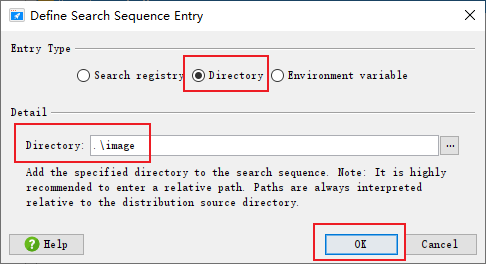 Define Search Sequence Entry
Entry Type
Search registry Directory Environment variable
Detail
Directory: .\image ...
Add the specified directory to the search sequence. Note: It is highly
recommended to enter a relative path. Paths are always interpreted
relative to the distribution source directory.
Help OK Cancel